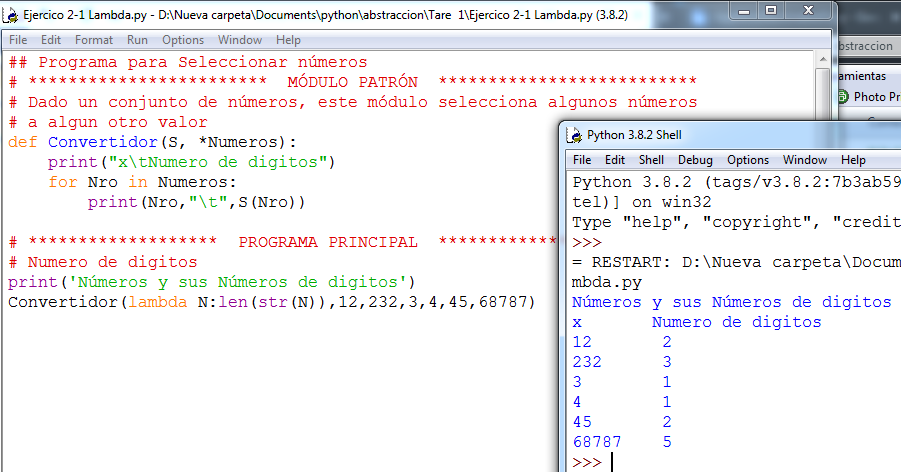 Ejercico 2-1 Lambda.py - D:\Nueva carpeta\Documents\python\abstraccion\Tare 1\Ejercico 2-1 Lambda.py (3.8.2)
File Edit Format Run Options Window Help
## Programa para Seleccionar números
# ************************ MÓDULO PATRÓN **************************
# Dado un conjunto de números, este módulo selecciona algunos números
# a algun otro valor
def Convertidor(S, *Numeros):
    print("x\tNumero de digitos")
    for Nro in Numeros:
        print(Nro,"\t",S(Nro))
# ******************* PROGRAMA PRINCIPAL *************
# Numero de digitos
print('Números y sus Números de digitos')
Convertidor(lambda N:len(str(N)),12,232,3,4,45,68787)
bstraccion
amientas
Photo Pr
Python 3.8.2 Shell
File Edit Shell Debug Options Window Help
Python 3.8.2 (tags/v3.8.2:7b3ab59
tel)] on win32
Type "help", "copyright", "credit
>>>
= RESTART: D:\Nueva carpeta\Docum
mbda.py
Números y sus Números de digitos
x Numero de digitos
12 2
232 3
3 1
4 1
45 2
68787 5
>>>